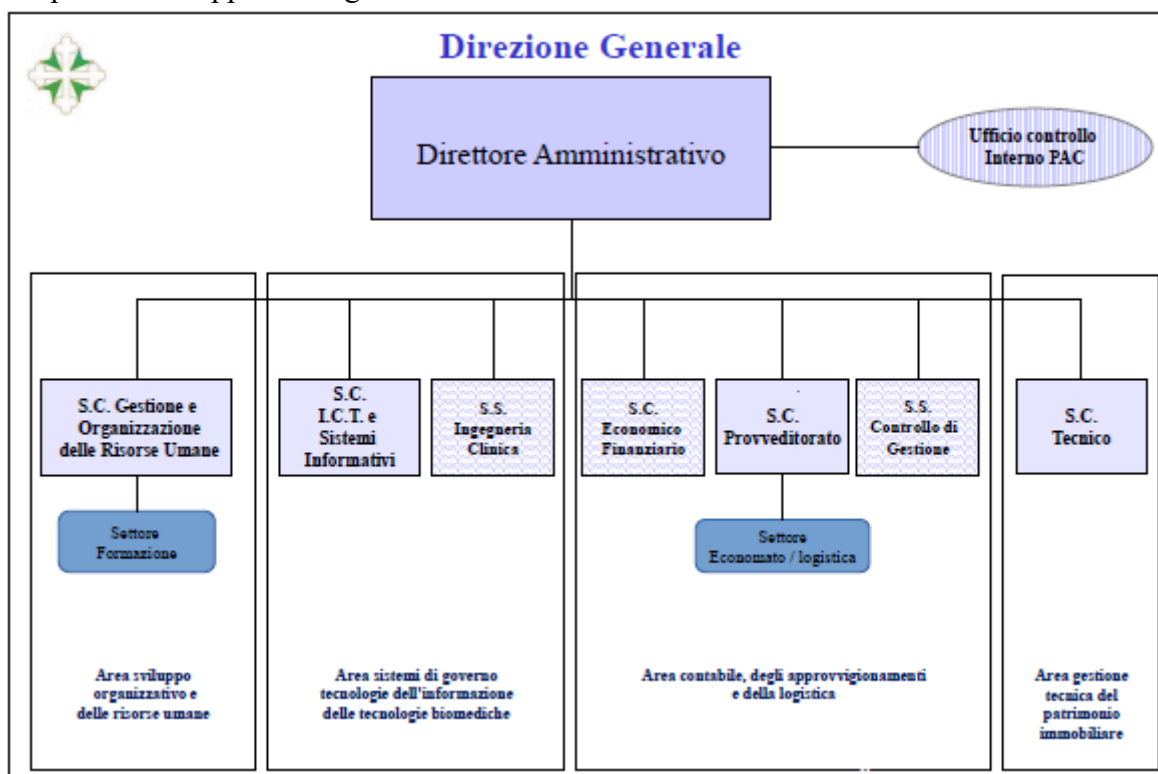 Direzione Generale
Direttore Amministrativo
Ufficio controllo
Interno PAC
S.C. Gestione e
Organizzazione
delle Risorse Umane
S.C.
I.C.T. e
Sistemi
Informativi
S.S.
Ingegneria
Clinica
S.C.
Economico
Finanziario
S.C.
Provveditorato
S.S.
Controllo di
Gestione
S.C.
Tecnico
Settore
Formazione
Settore
Economato / logistica
Area sviluppo
organizzativo e
delle risorse umane
Area sistemi di governo
tecnologie dell'informazione
delle tecnologie biomediche
Area contabile, degli approvvigionamenti
e della logistica
Area gestione
tecnica del
patrimonio
immobiliare